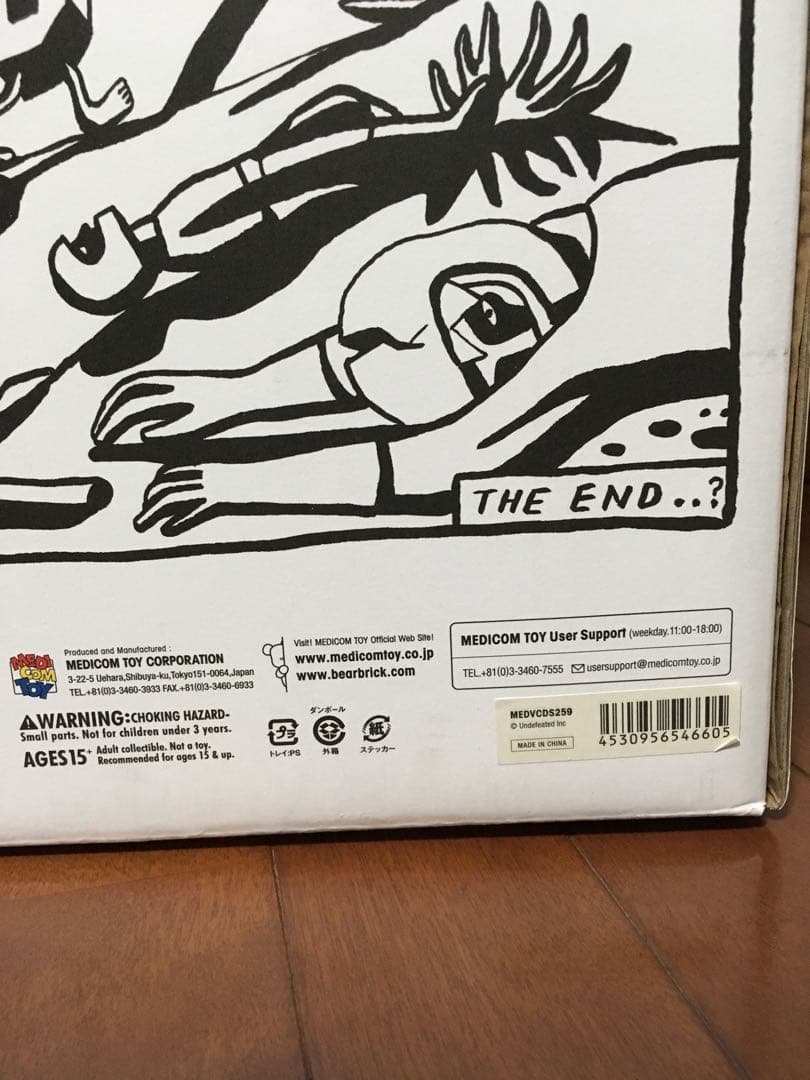 THE END..?
MEDI
COM
TOY
Produced and Manufactured :
MEDICOM TOY CORPORATION
3-22-5 Uehara,Shibuya-ku,Tokyo151-0064,Japan
TEL.+81(0)3-3460-3933 FAX.+81(0)3-3460-6933
Visit! MEDICOM TOY Official Web Site!
www.medicomtoy.co.jp
www.bearbrick.com
MEDICOM TOY User Support (weekday.11:00-18:00)
TEL.+81(0)3-3460-7555 usersupport@medicomtoy.co.jp
WARNING:CHOKING HAZARD-
Small parts. Not for children under 3 years.
AGES15+ Adult collectible. Not a toy.
Recommended for ages 15 & up.
プラ
トレイ:PS
ダンボール
外箱
紙
ステッカー
MEDVCDS259
© Undefeated Inc
MADE IN CHINA
4530956546605